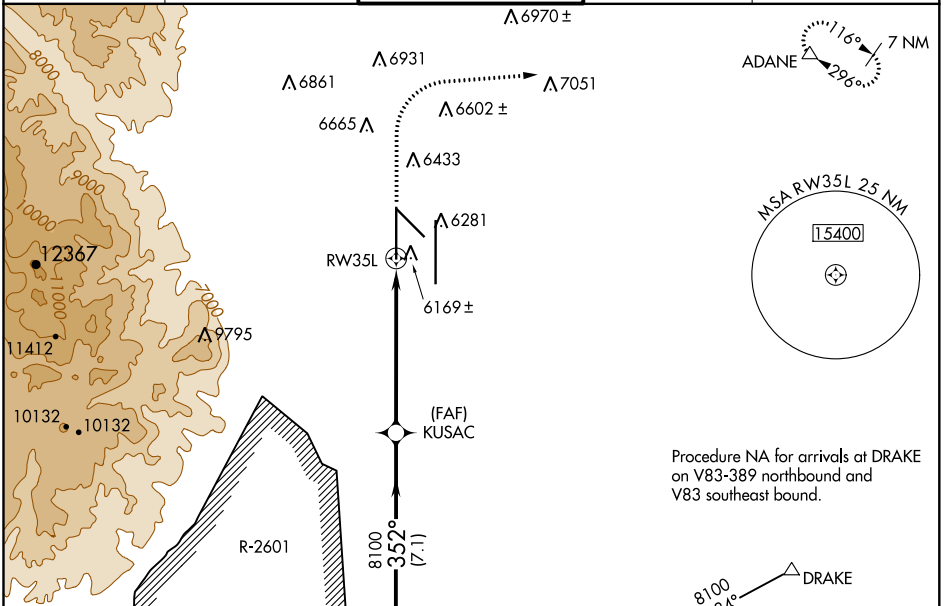 6970 ±
8000
6931
116°
7 NM
ADANE
296°
6861
7051
6602 ±
6665
6433
9000
10000
MSA RW35L 25 NM
6281
15400
12367
RW35L
11000
7000
6169 ±
9795
11412
(FAF)
KUSAC
10132
10132
Procedure NA for arrivals at DRAKE
on V83-389 northbound and
V83 southeast bound.
R-2601
8100
352°
(7.1)
DRAKE
8100